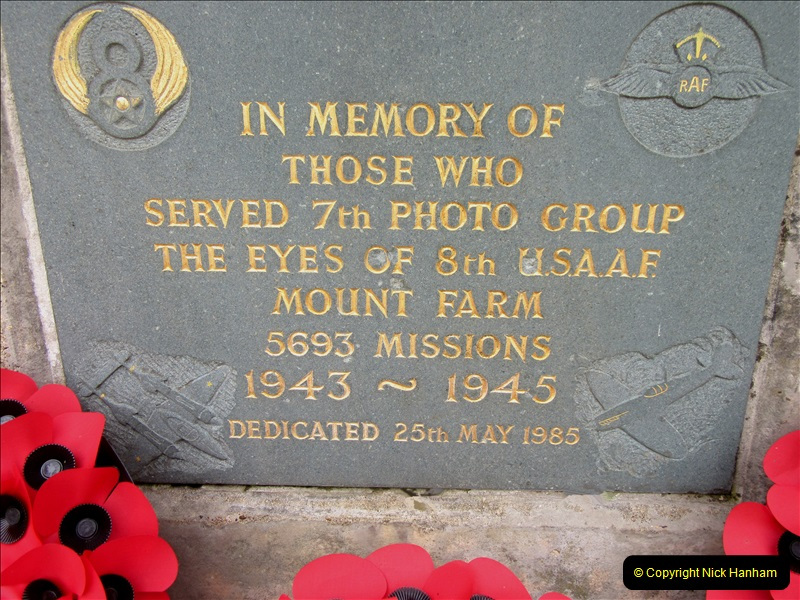 RAF
IN MEMORY OF
THOSE WHO
SERVED 7th PHOTO GROUP
THE EYES OF 8th U.S.A.A.F.
MOUNT FARM
5693 MISSIONS
1943 ~ 1945
DEDICATED 25th MAY 1985
© Copyright Nick Hanham